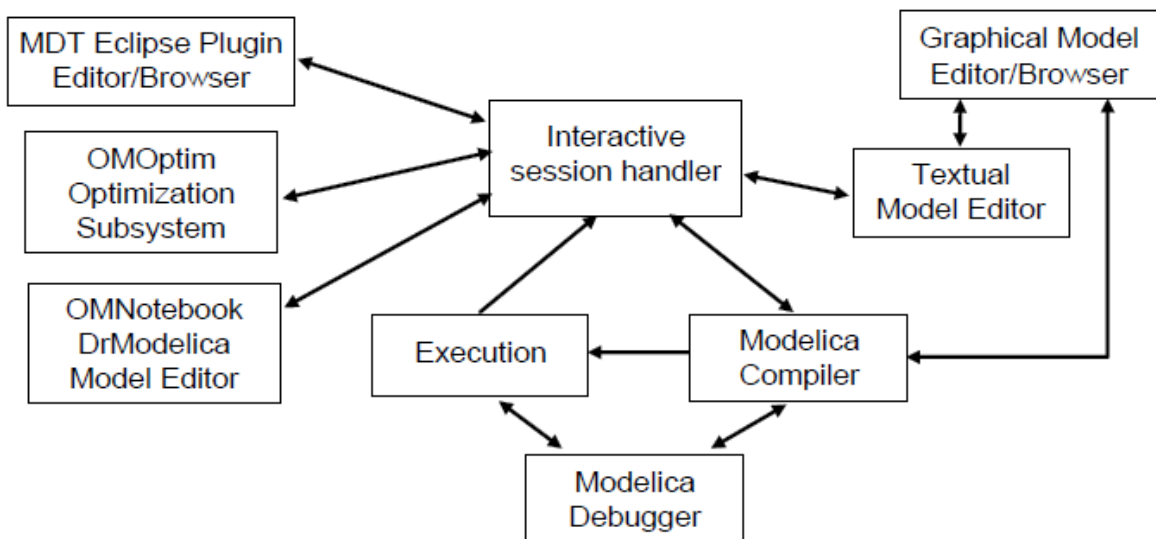 MDT Eclipse Plugin
Editor/Browser
Graphical Model
Editor/Browser
Interactive
session handler
OMOptim
Optimization
Subsystem
Textual
Model Editor
OMNotebook
DrModelica
Model Editor
Execution
Modelica
Compiler
Modelica
Debugger